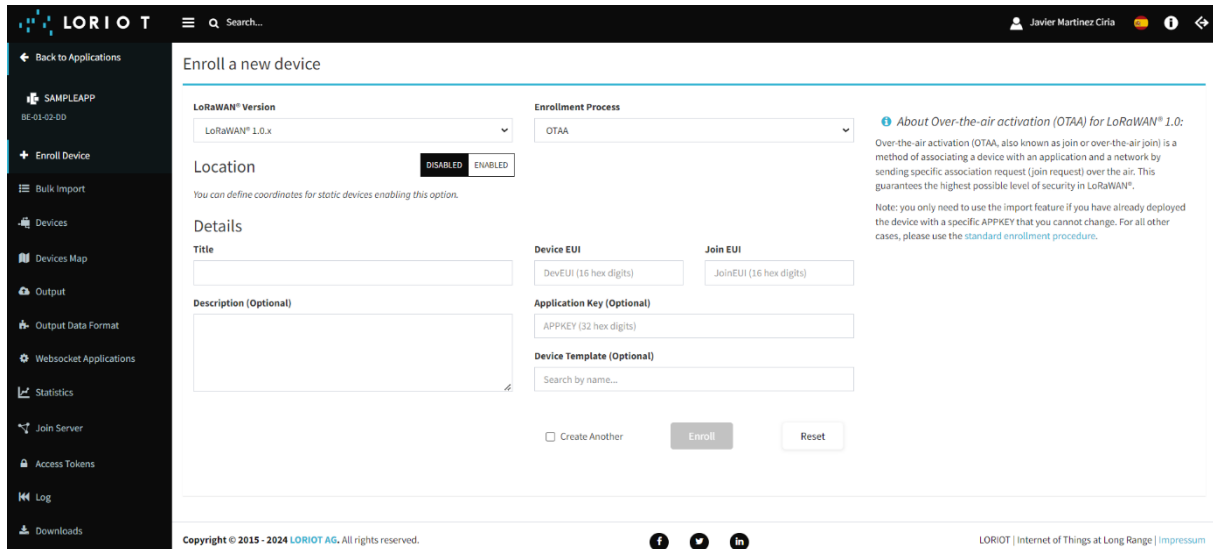 LORIOT
Search...
Javier Martinez Ciria
Back to Applications
SAMPLEAPP
BE-01-02-DD
Enroll Device
Bulk Import
Devices
Devices Map
Output
Output Data Format
Websocket Applications
Statistics
Join Server
Access Tokens
Log
Downloads
Enroll a new device
LoRaWAN® Version
LoRaWAN® 1.0.x
Enrollment Process
OTAA
Location
DISABLED ENABLED
You can define coordinates for static devices enabling this option.
Details
Title
Device EUI
DevEUI (16 hex digits)
Join EUI
JoinEUI (16 hex digits)
Description (Optional)
Application Key (Optional)
APPKEY (32 hex digits)
Device Template (Optional)
Search by name...
Create Another
Enroll
Reset
About Over-the-air activation (OTAA) for LoRaWAN® 1.0:
Over-the-air activation (OTAA, also known as join or over-the-air join) is a
method of associating a device with an application and a network by
sending specific association request (join request) over the air. This
guarantees the highest possible level of security in LoRaWAN®.
Note: you only need to use the import feature if you have already deployed
the device with a specific APPKEY that you cannot change. For all other
cases, please use the standard enrollment procedure.
Copyright © 2015 - 2024 LORIOT AG. All rights reserved.
LORIOT | Internet of Things at Long Range | Impressum